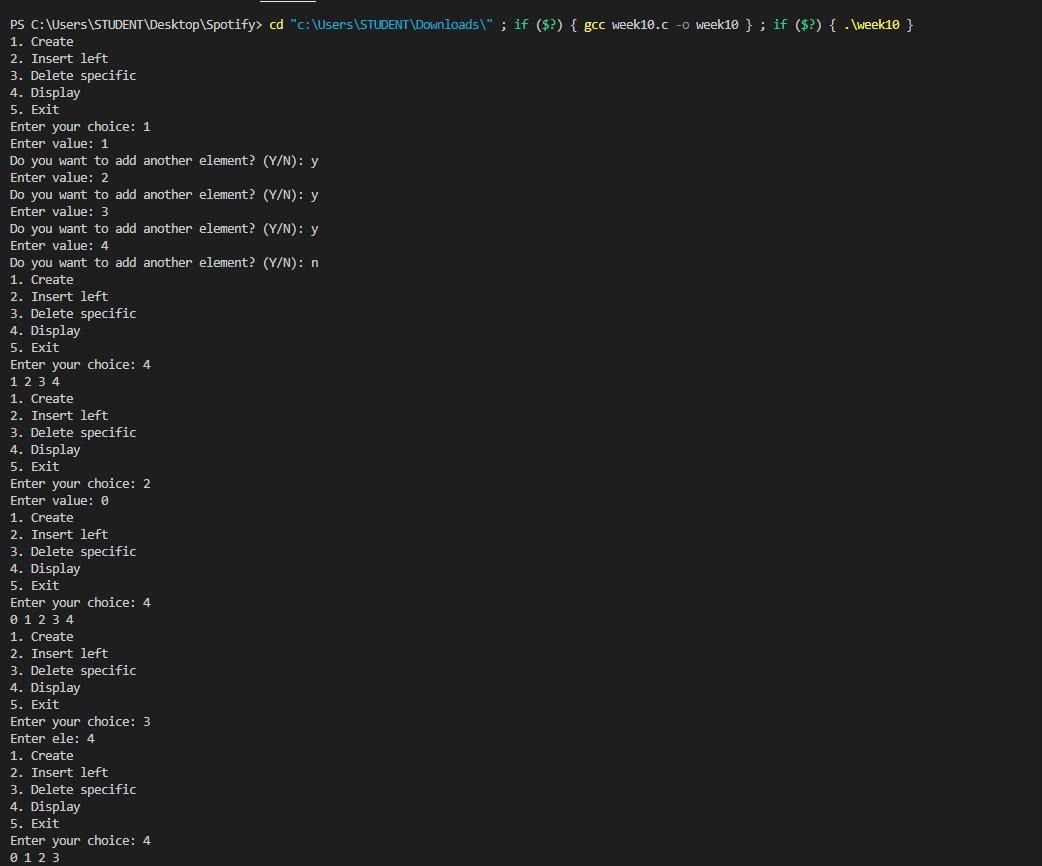 PS C:\Users\STUDENT\Desktop\Spotify> cd "c:\Users\STUDENT\Downloads\" ; if ($?) { gcc week10.c -o week10 } ; if ($?) { .\week10 }
1. Create
2. Insert left
3. Delete specific
4. Display
5. Exit
Enter your choice: 1
Enter value: 1
Do you want to add another element? (Y/N): y
Enter value: 2
Do you want to add another element? (Y/N): y
Enter value: 3
Do you want to add another element? (Y/N): y
Enter value: 4
Do you want to add another element? (Y/N): n
1. Create
2. Insert left
3. Delete specific
4. Display
5. Exit
Enter your choice: 4
1 2 3 4
1. Create
2. Insert left
3. Delete specific
4. Display
5. Exit
Enter your choice: 2
Enter value: 0
1. Create
2. Insert left
3. Delete specific
4. Display
5. Exit
Enter your choice: 4
0 1 2 3 4
1. Create
2. Insert left
3. Delete specific
4. Display
5. Exit
Enter your choice: 3
Enter ele: 4
1. Create
2. Insert left
3. Delete specific
4. Display
5. Exit
Enter your choice: 4
0 1 2 3